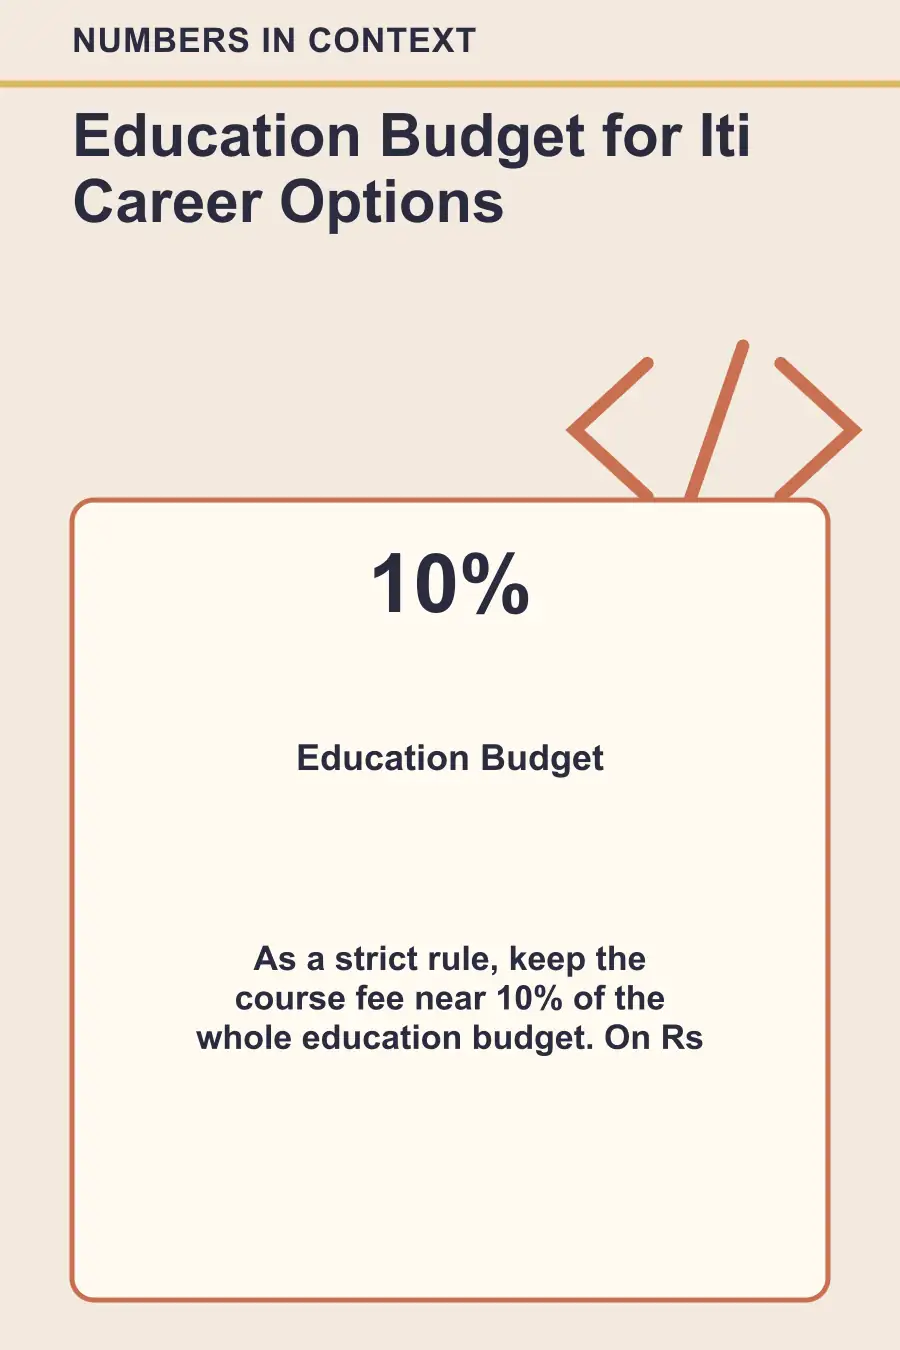 NUMBERS IN CONTEXT
Education Budget for Iti
Career Options
10%
Education Budget
As a strict rule, keep the
course fee near 10% of the
whole education budget. On Rs